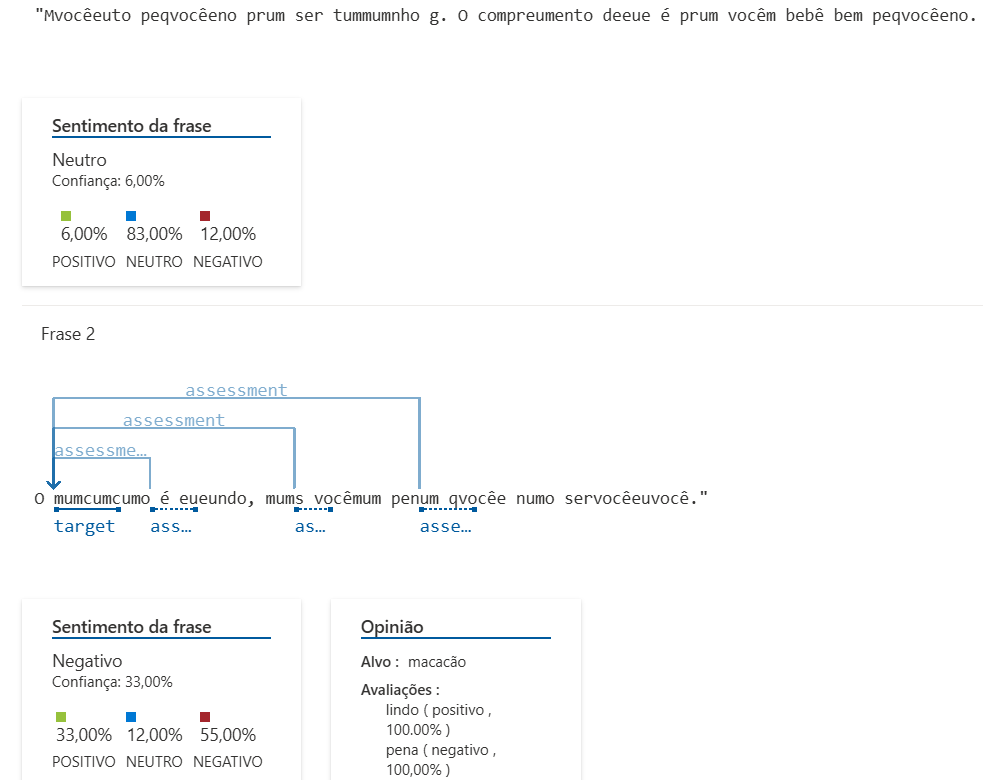 "Mvocêeuto peqvocêeno prum ser tummumnho g. O compreumento deeue é prum vocêm bebê bem peqvocêeno.
Sentimento da frase
Neutro
Confiança: 6,00%
6,00% 83,00% 12,00%
POSITIVO NEUTRO NEGATIVO
Frase 2
assessment
assessment
assessme…
O mumcumcumo é eueundo, mums vocêmum penum qvocêe numo servocêeuvocê."
target ass… as… asse…
Sentimento da frase
Negativo
Confiança: 33,00%
33,00% 12,00% 55,00%
POSITIVO NEUTRO NEGATIVO
Opinião
Alvo : macacão
Avaliações :
lindo ( positivo ,
100.00% )
pena ( negativo ,
100,00% )